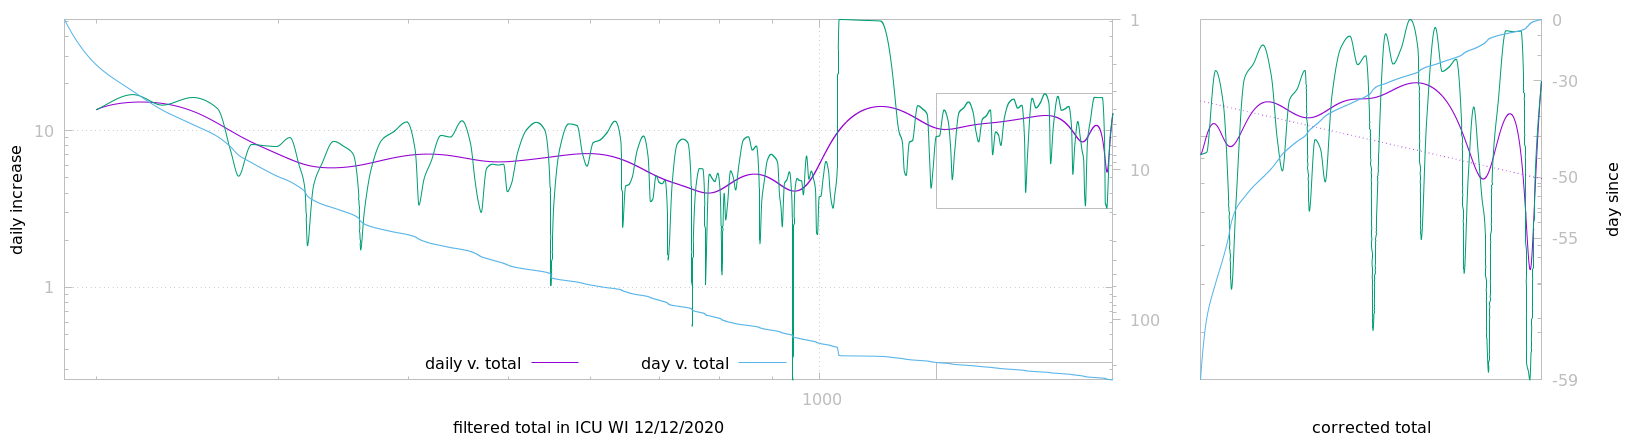 daily increase
10
1
daily v. total
day v. total
1000
filtered total in ICU WI 12/12/2020
1
10
100
0
-30
-50
-55
-59
day since
corrected total